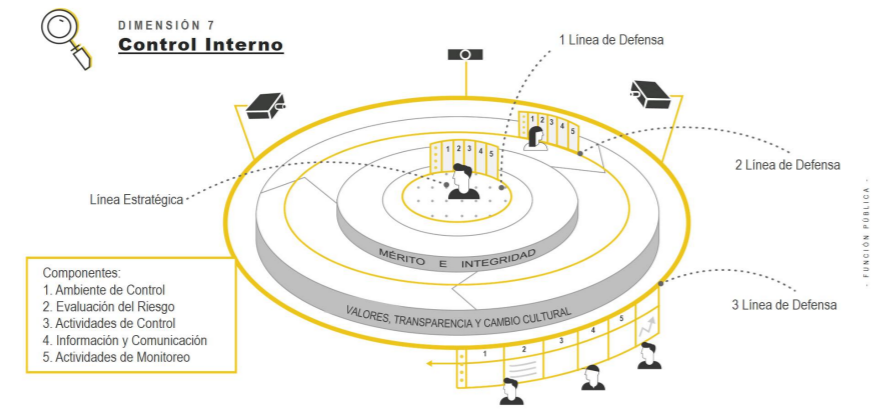 DIMENSIÓN 7
Control Interno
1 Línea de Defensa
1 2 3 4 5
1 2 3 4 5
2 Línea de Defensa
Línea Estratégica
- FUNCIÓN PÚBLICA -
MÉRITO E INTEGRIDAD
Componentes:
1. Ambiente de Control
2. Evaluación del Riesgo
3. Actividades de Control
4. Información y Comunicación
5. Actividades de Monitoreo
VALORES, TRANSPARENCIA Y CAMBIO CULTURAL
3 Línea de Defensa
1 2 3 4 5